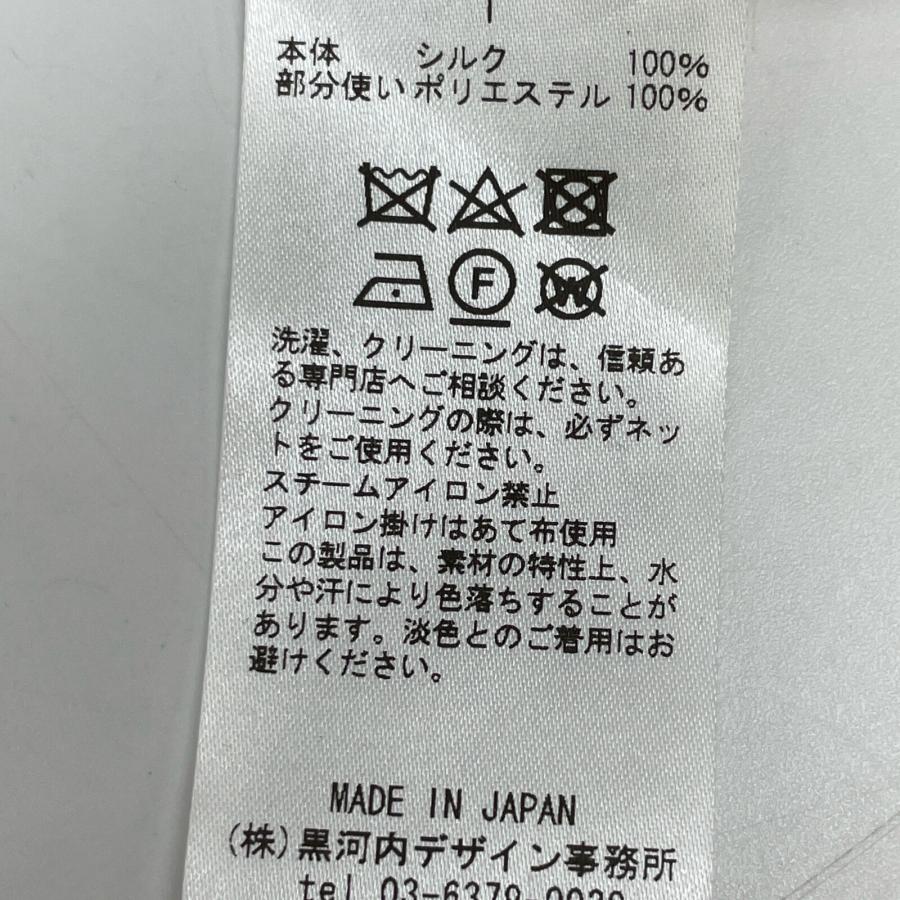 本体 シルク 100%
部分使い ポリエステル 100%
F
W
洗濯、クリーニングは、信頼あ
る専門店へご相談ください。
クリーニングの際は、必ずネッ
トをご使用ください。
スチームアイロン禁止
アイロン掛けはあて布使用
この製品は、素材の特性上、水
分や汗により色落ちすることが
あります。淡色とのご着用はお
避けください。
MADE IN JAPAN
(株)黒河内デザイン事務所
tel 03-6379-0039